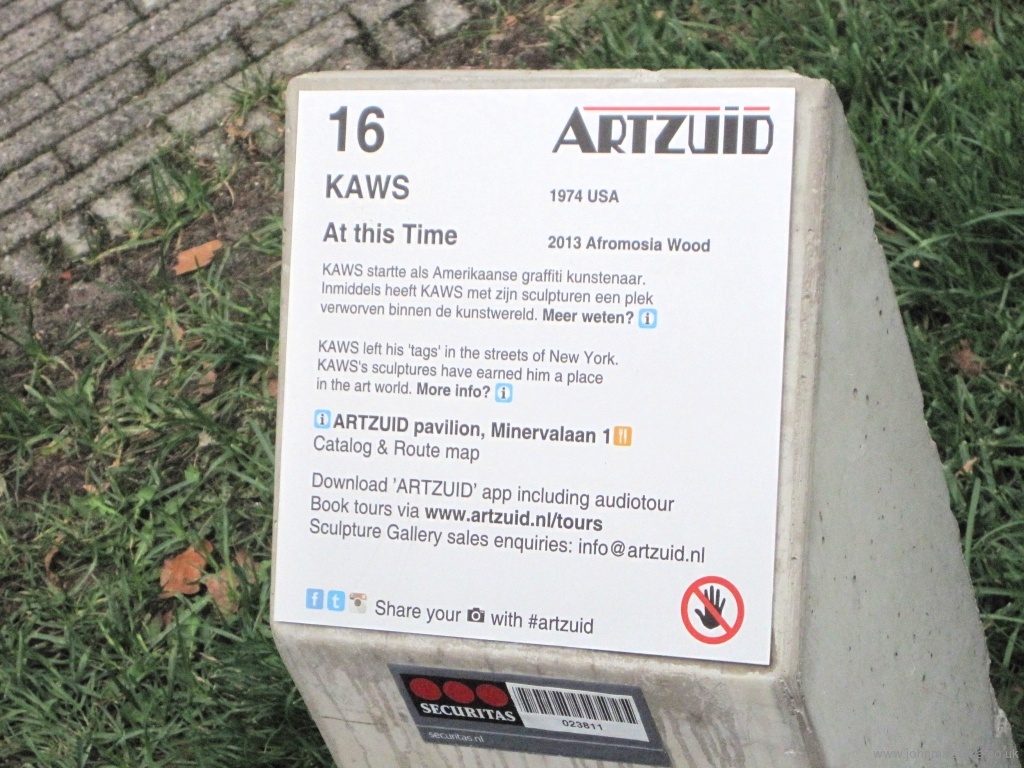 16
ARTZUID
KAWS
1974 USA
At this Time
2013 Afromosia Wood
KAWS startte als Amerikaanse graffiti kunstenaar.
Inmiddels heeft KAWS met zijn sculpturen een plek
verworven binnen de kunstwereld. Meer weten? i
KAWS left his 'tags' in the streets of New York.
KAWS's sculptures have earned him a place
in the art world. More info? i
i ARTZUID pavilion, Minervalaan 1
Catalog & Route map
Download 'ARTZUID' app including audiotour
Book tours via www.artzuid.nl/tours
Sculpture Gallery sales enquiries: info@artzuid.nl
f t Share your with #artzuid
SECURITAS
023811
securitas.nl